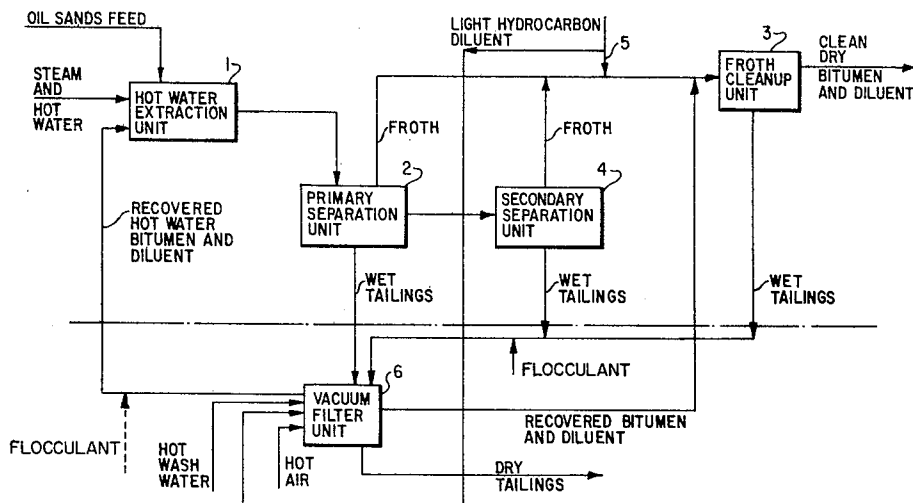 OIL SANDS FEED
STEAM
AND
HOT
WATER
1
HOT WATER
EXTRACTION
UNIT
LIGHT HYDROCARBON
DILUENT
5
3
FROTH
CLEANUP
UNIT
CLEAN
DRY
BITUMEN
AND DILUENT
FROTH
FROTH
2
PRIMARY
SEPARATION
UNIT
4
SECONDARY
SEPARATION
UNIT
RECOVERED
HOT WATER
BITUMEN AND
DILUENT
WET
TAILINGS
WET
TAILINGS
WET
TAILINGS
FLOCCULANT
6
VACUUM
FILTER
UNIT
RECOVERED BITUMEN
AND DILUENT
FLOCCULANT
HOT
WASH
WATER
HOT
AIR
DRY
TAILINGS